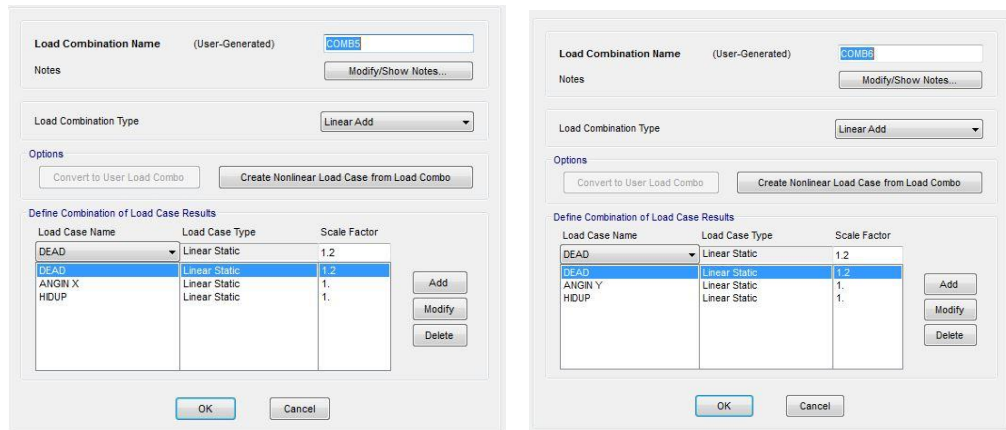 Load Combination Name (User-Generated) COMB5
Notes Modify/Show Notes...
Load Combination Type Linear Add
Options
Convert to User Load Combo Create Nonlinear Load Case from Load Combo
Define Combination of Load Case Results
Load Case Name Load Case Type Scale Factor
DEAD Linear Static 1.2
DEAD Linear Static 1.2
ANGIN X Linear Static 1.
HIDUP Linear Static 1.
Add
Modify
Delete
OK Cancel
Load Combination Name (User-Generated) COMB6
Notes Modify/Show Notes...
Load Combination Type Linear Add
Options
Convert to User Load Combo Create Nonlinear Load Case from Load Combo
Define Combination of Load Case Results
Load Case Name Load Case Type Scale Factor
DEAD Linear Static 1.2
DEAD Linear Static 1.2
ANGIN Y Linear Static 1.
HIDUP Linear Static 1.
Add
Modify
Delete
OK Cancel